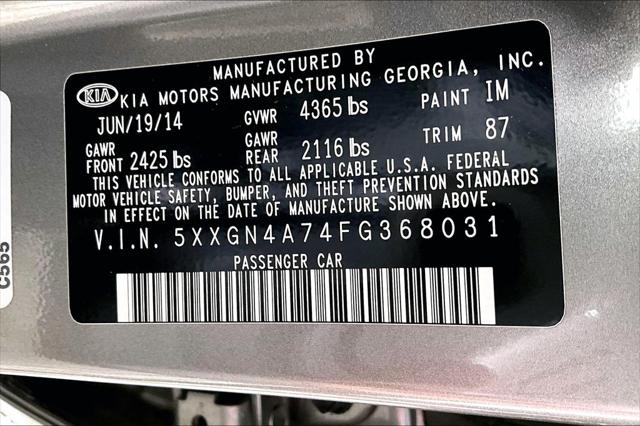 MANUFACTURED BY
KIA KIA MOTORS MANUFACTURING GEORGIA, INC.
JUN/19/14 GVWR 4365 lbs PAINT IM
GAWR FRONT 2425 lbs GAWR REAR 2116 lbs TRIM 87
THIS VEHICLE CONFORMS TO ALL APPLICABLE U.S.A. FEDERAL
MOTOR VEHICLE SAFETY, BUMPER, AND THEFT PREVENTION STANDARDS
IN EFFECT ON THE DATE OF MANUFACTURE SHOWN ABOVE.
V.I.N. 5XXGN4A74FG368031
PASSENGER CAR
C565